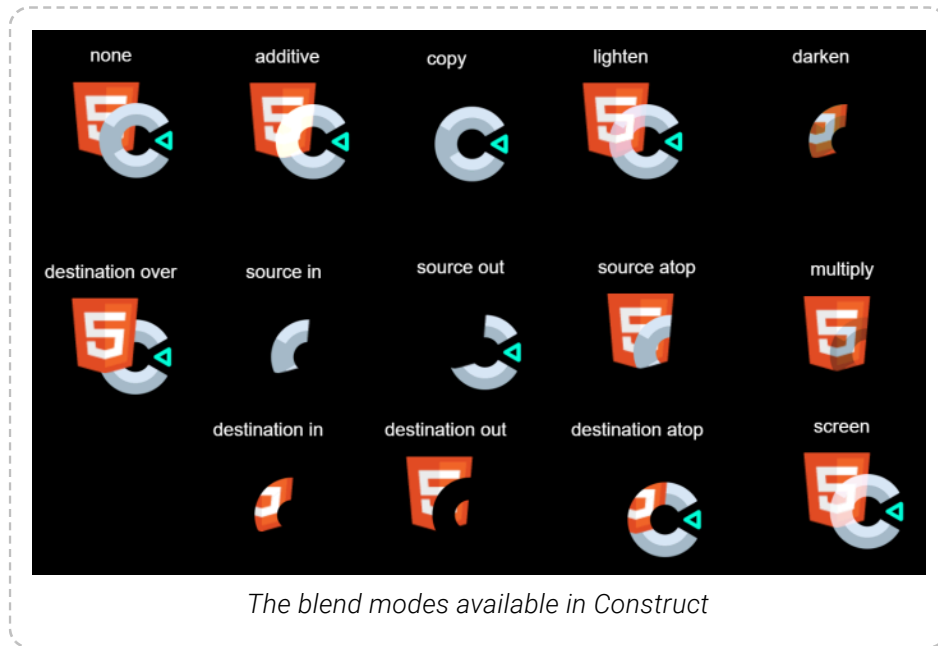 none
additive
copy
lighten
darken
destination over
source in
source out
source atop
multiply
destination in
destination out
destination atop
screen
The blend modes available in Construct